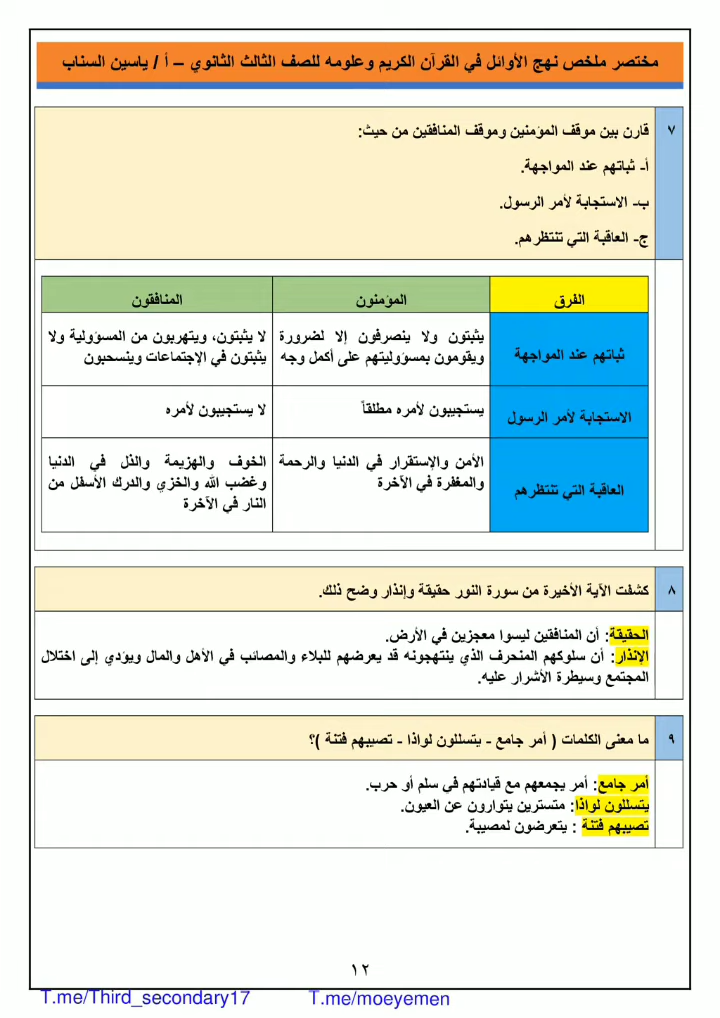 مختصر ملخص نهج الأوائل في القرآن الكريم وعلومه للصف الثالث الثانوي – أ / ياسين السناب
٧ قارن بين موقف المؤمنين وموقف المنافقين من حيث:
أ- ثباتهم عند المواجهة.
ب- الاستجابة لأمر الرسول.
ج- العاقبة التي تنتظرهم.
الفرق المؤمنون المنافقون
ثباتهم عند المواجهة
يثبتون ولا ينصرفون إلا لضرورة
ويقومون بمسؤوليتهم على أكمل وجه
لا يثبتون، ويتهربون من المسؤولية ولا
يثبتون في الإجتماعات وينسحبون
الاستجابة لأمر الرسول يستجيبون لأمره مطلقاً لا يستجيبون لأمره
العاقبة التي تنتظرهم
الأمن والإستقرار في الدنيا والرحمة
والمغفرة في الآخرة
الخوف والهزيمة والذل في الدنيا
وغضب الله والخزي والدرك الأسفل من
النار في الآخرة
٨ كشفت الآية الأخيرة من سورة النور حقيقة وإنذار وضح ذلك.
الحقيقة: أن المنافقين ليسوا معجزين في الأرض.
الإنذار: أن سلوكهم المنحرف الذي ينتهجونه قد يعرضهم للبلاء والمصائب في الأهل والمال ويؤدي إلى اختلال
المجتمع وسيطرة الأشرار عليه.
٩ ما معنى الكلمات ( أمر جامع - يتسللون لواذا - تصيبهم فتنة )؟
أمر جامع: أمر يجمعهم مع قيادتهم في سلم أو حرب.
يتسللون لواذا: متسترين يتوارون عن العيون.
تصيبهم فتنة : يتعرضون لمصيبة.
١٢
T.me/Third_secondary17 T.me/moeyemen